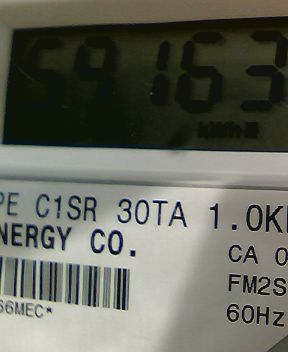 59163
kWh
PE C1SR 30TA 1.0K
NERGY CO.
CA 0
FM2S
66MEC*
60Hz